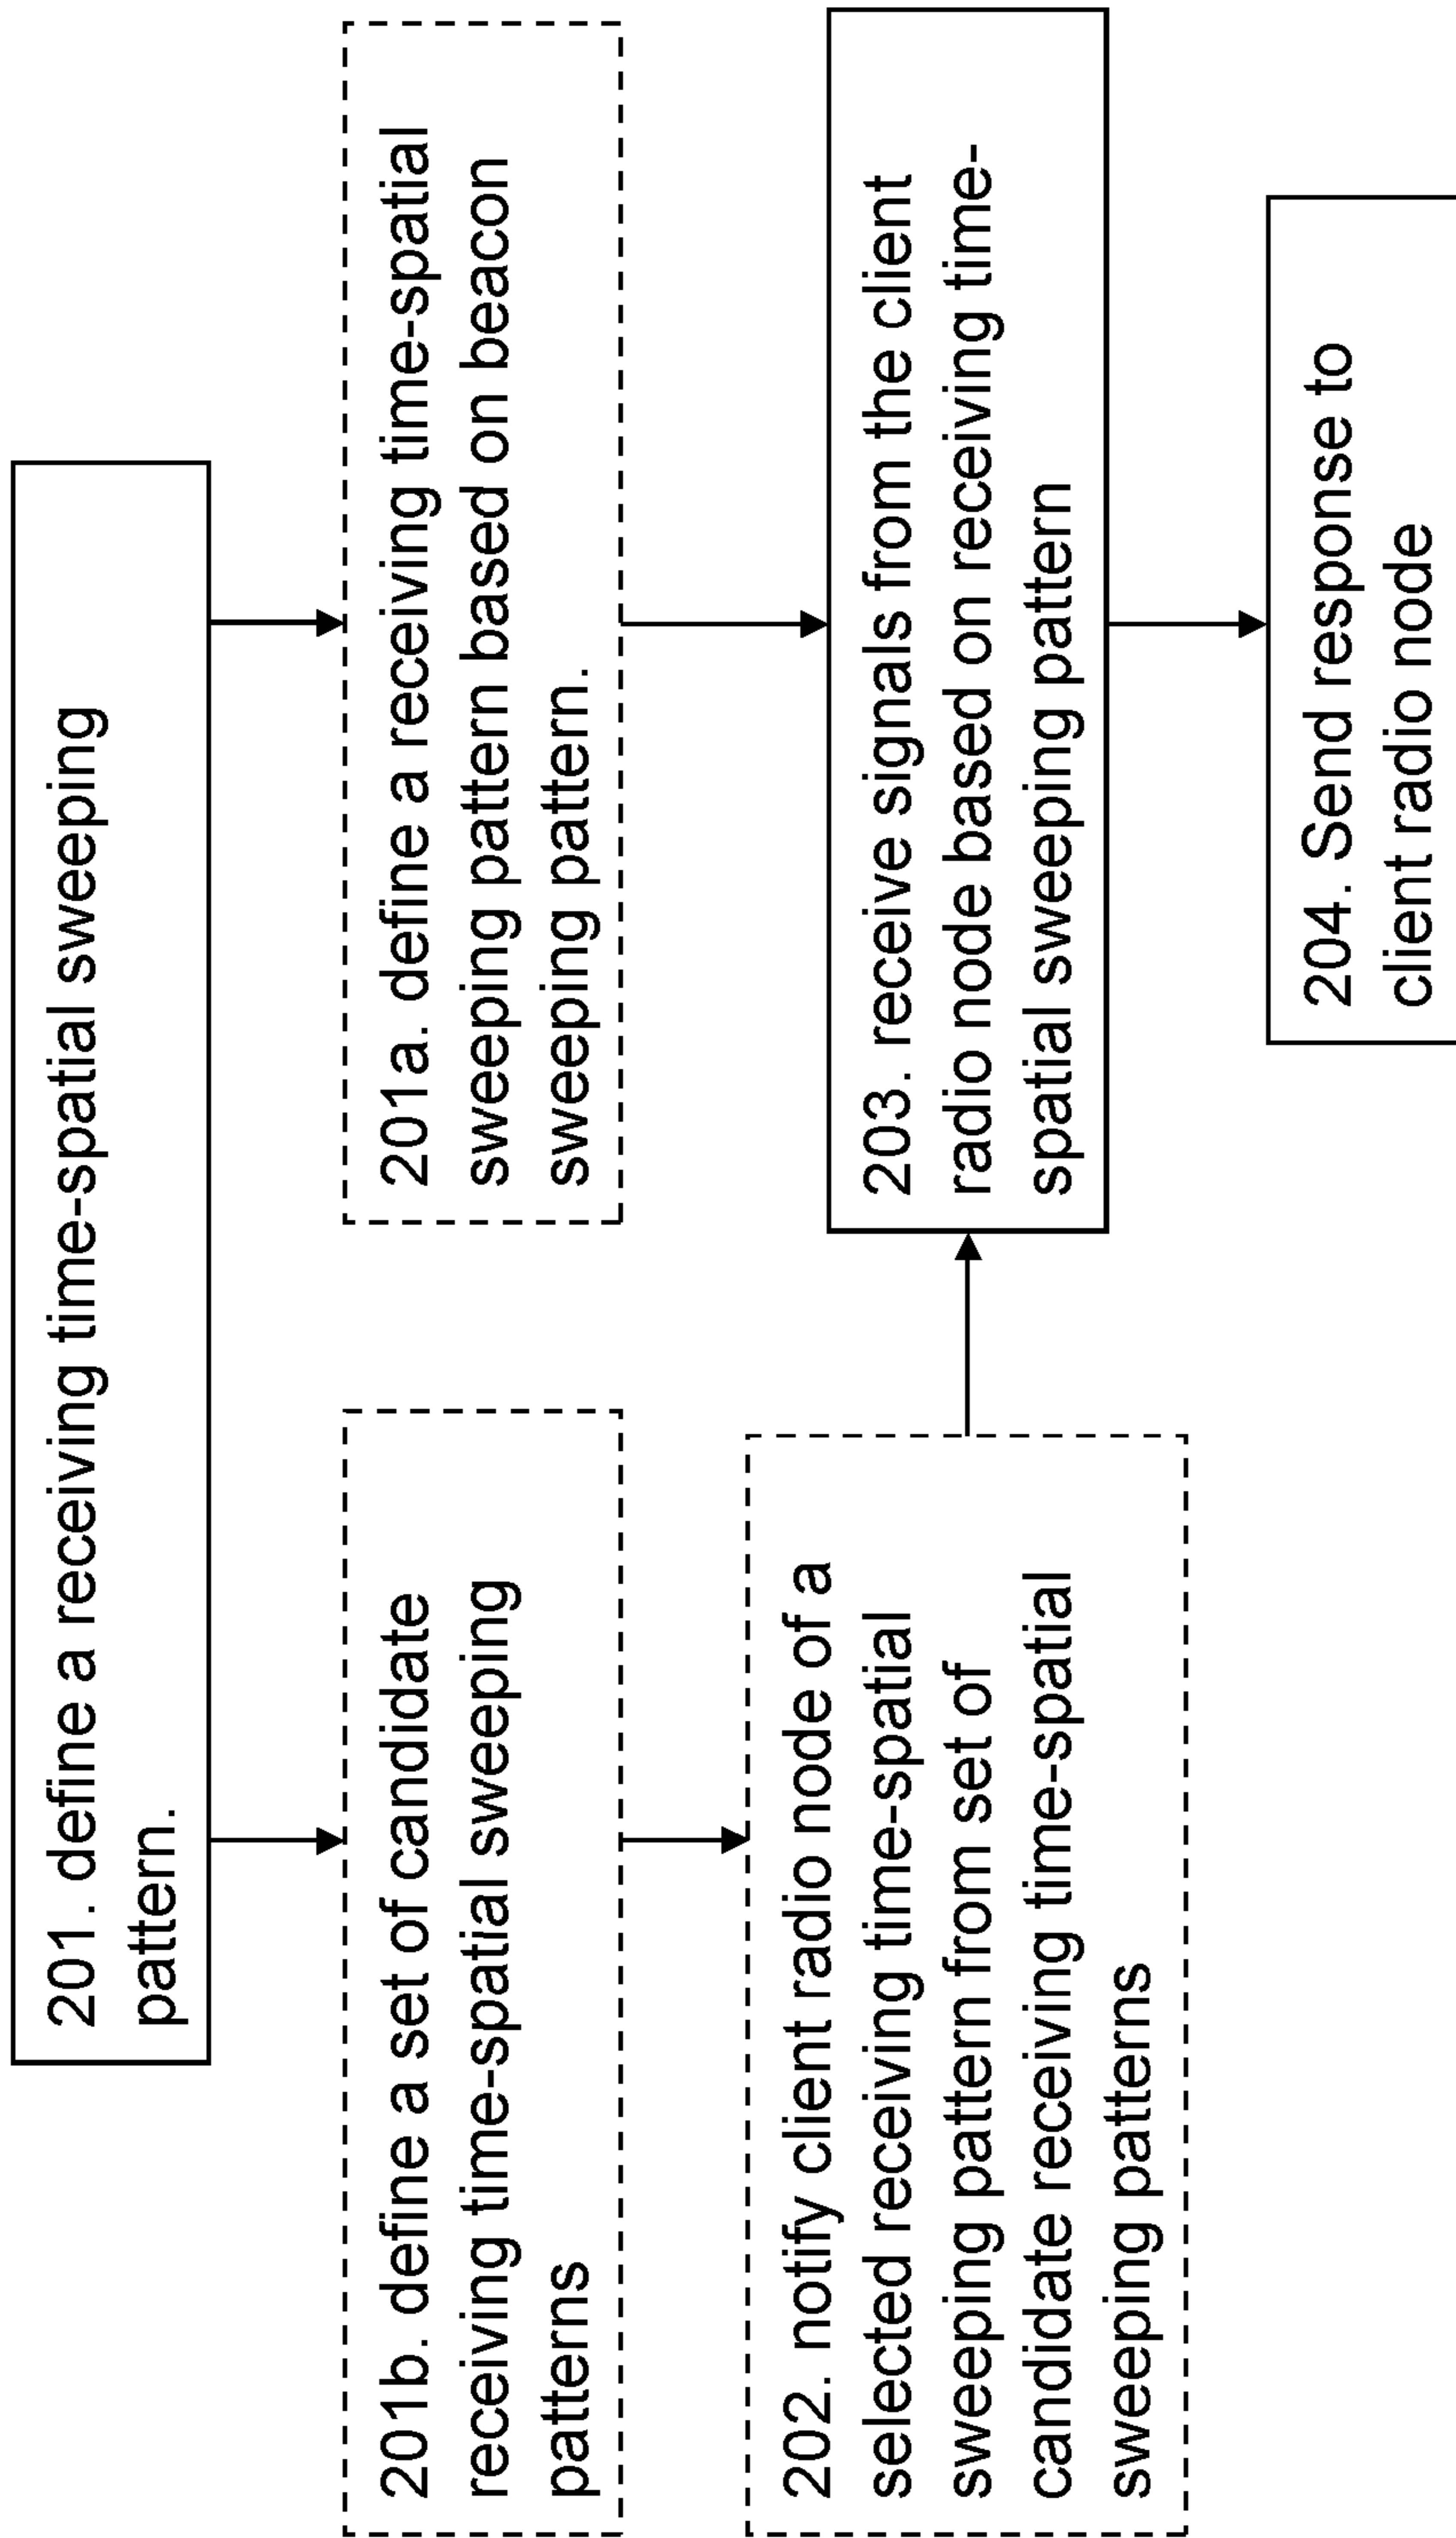 201. define a receiving time-spatial sweeping
pattern.
201b. define a set of candidate
receiving time-spatial sweeping
patterns
201a. define a receiving time-spatial
sweeping pattern based on beacon
sweeping pattern.
202. notify client radio node of a
selected receiving time-spatial
sweeping pattern from set of
candidate receiving time-spatial
sweeping patterns
203. receive signals from the client
radio node based on receiving time-
spatial sweeping pattern
204. Send response to
client radio node